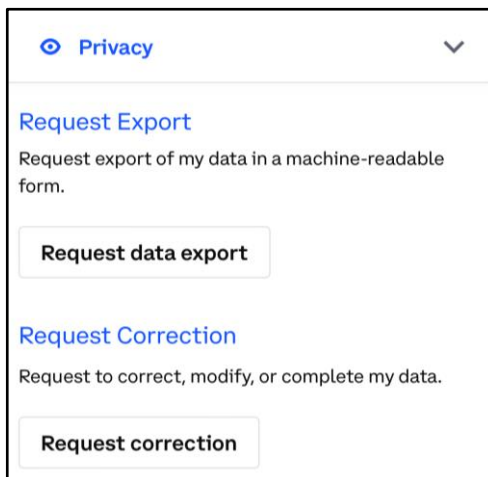 Privacy
Request Export
Request export of my data in a machine-readable
form.
Request data export
Request Correction
Request to correct, modify, or complete my data.
Request correction